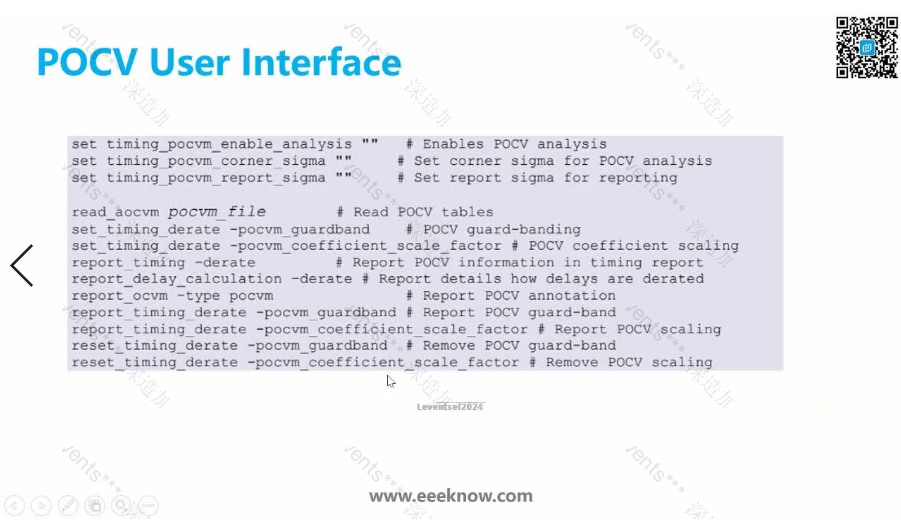 POCV User Interface
set timing_pocvm_enable_analysis "" # Enables POCV analysis
set timing_pocvm_corner_sigma "" # Set corner sigma for POCV analysis
set timing_pocvm_report_sigma "" # Set report sigma for reporting
read_aocvm pocvm_file # Read POCV tables
set_timing_derate -pocvm_guardband # POCV guard-banding
set_timing_derate -pocvm_coefficient_scale_factor # POCV coefficient scaling
report_timing -derate # Report POCV information in timing report
report_delay_calculation -derate # Report details how delays are derated
report_ocvm -type pocvm # Report POCV annotation
report_timing_derate -pocvm_guardband # Report POCV guard-band
report_timing_derate -pocvm_coefficient_scale_factor # Report POCV scaling
reset_timing_derate -pocvm_guardband # Remove POCV guard-band
reset_timing_derate -pocvm_coefficient_scale_factor # Remove POCV scaling
Leventsel2024
www.eeeknow.com